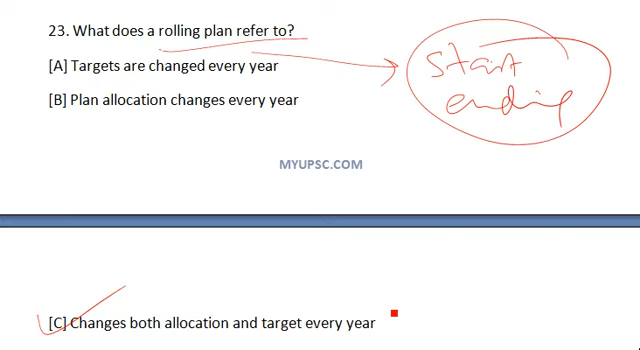 23. What does a rolling plan refer to?
[A] Targets are changed every year
start
ending
[B] Plan allocation changes every year
MYUPSC.COM
[C] Changes both allocation and target every year